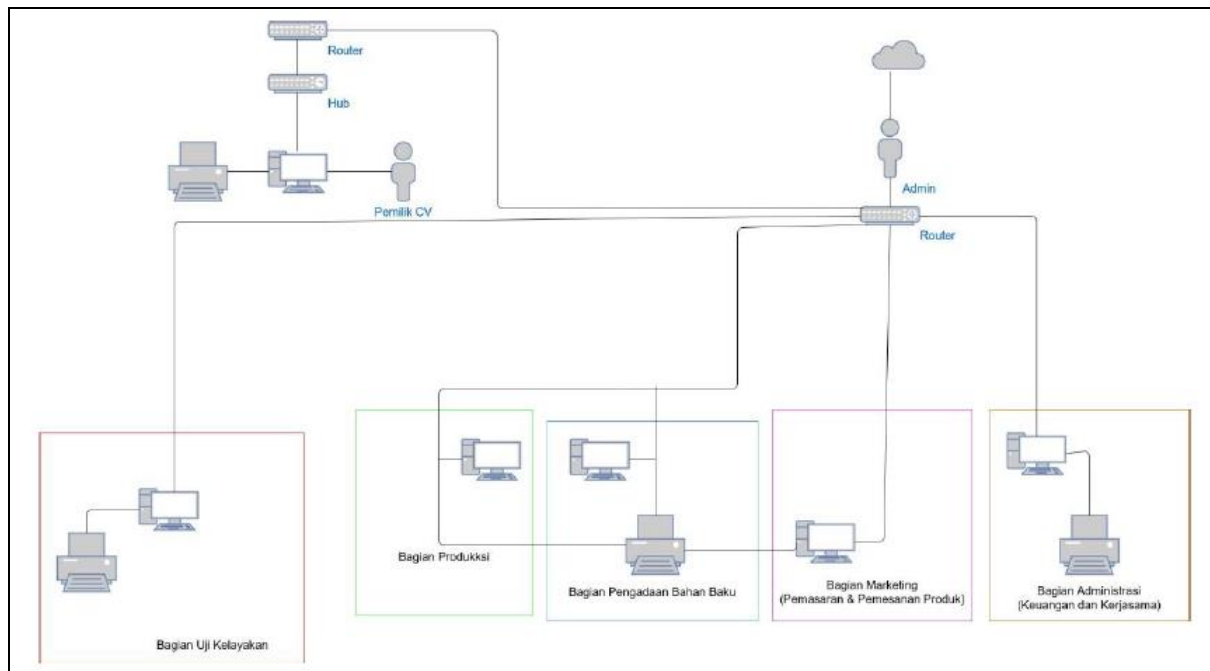 Router
Hub
Pemilik CV
Admin
Router
Bagian Uji Kelayakan
Bagian Produkksi
Bagian Pengadaan Bahan Baku
Bagian Marketing
(Pemasaran & Pemesanan Produk)
Bagian Administrasi
(Keuangan dan Kerjasama)